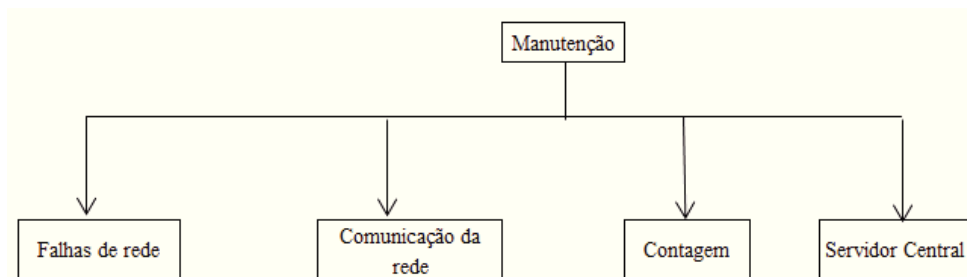 Manutenção
Falhas de rede
Comunicação da
rede
Contagem
Servidor Central